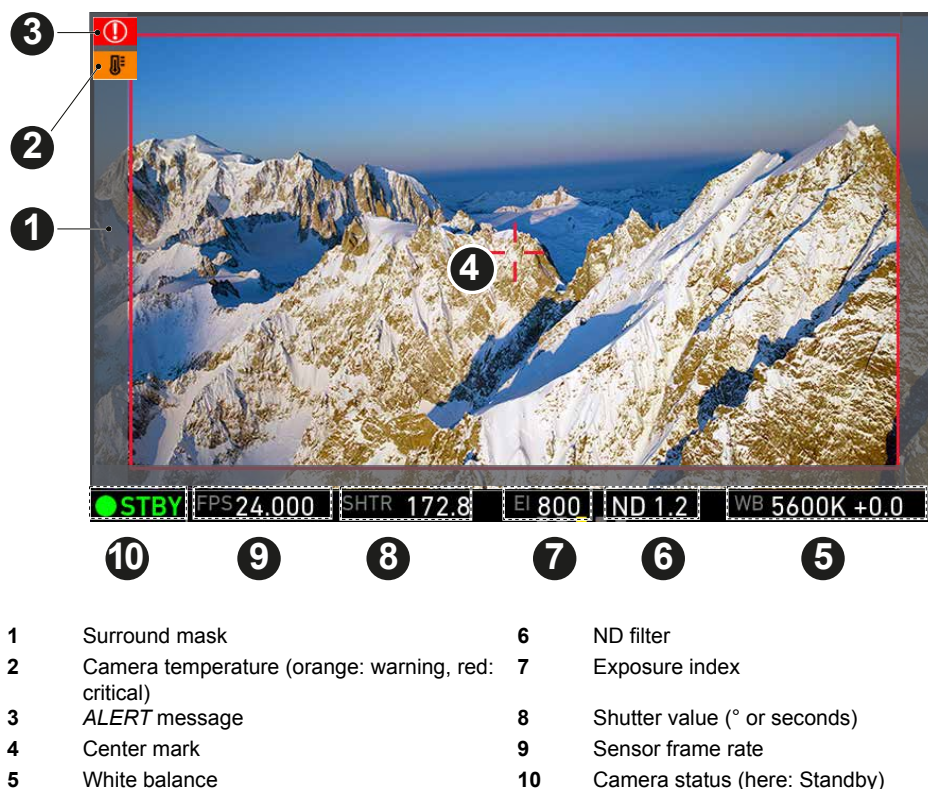 3
2
1
4
STBY FPS 24.000 SHTR 172.8 EI 800 ND 1.2 WB 5600K +0.0
10 9 8 7 6 5
1 Surround mask 6 ND filter
2 Camera temperature (orange: warning, red: 7 Exposure index
critical)
3 ALERT message 8 Shutter value (° or seconds)
4 Center mark 9 Sensor frame rate
5 White balance 10 Camera status (here: Standby)